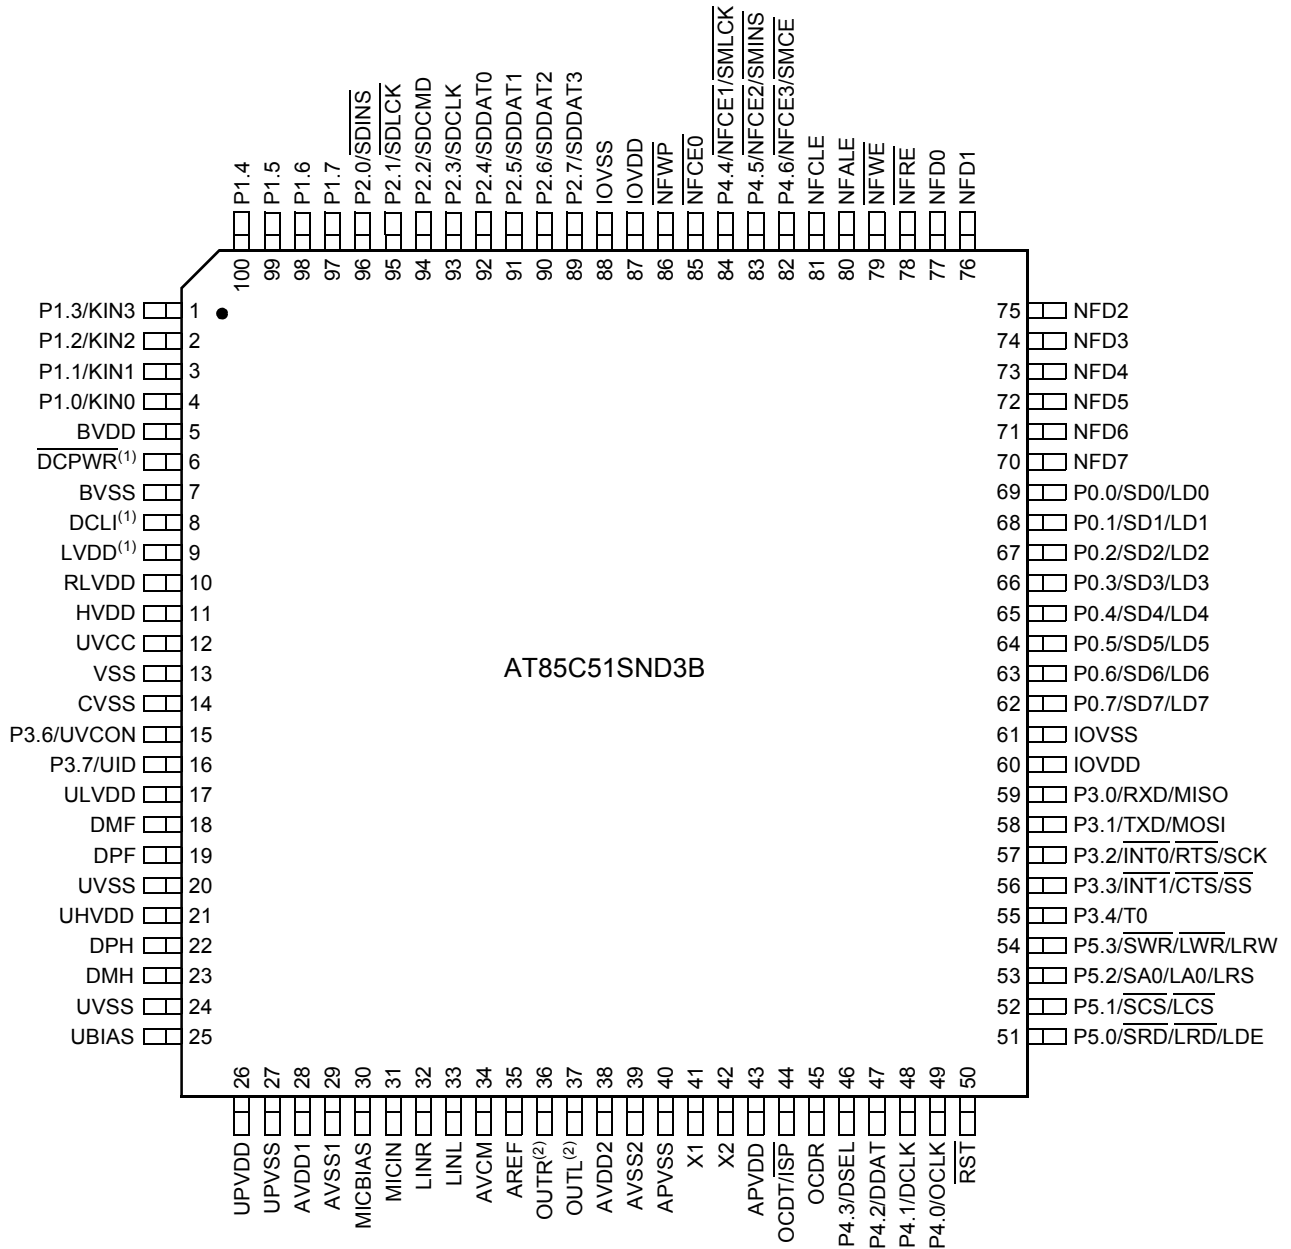 P1.4
P1.5
P1.6
P1.7
P2.0/SDINS
P2.1/SDLCK
P2.2/SDCMD
P2.3/SDCLK
P2.4/SDDAT0
P2.5/SDDAT1
P2.6/SDDAT2
P2.7/SDDAT3
IOVSS
IOVDD
NFWP
NFCE0
P4.4/NFCE1/SMLCK
P4.5/NFCE2/SMINS
P4.6/NFCE3/SMCE
NFCLE
NFALE
NFWE
NFRE
NFD0
NFD1
100
99
98
97
96
95
94
93
92
91
90
89
88
87
86
85
84
83
82
81
80
79
78
77
76
P1.3/KIN3 1
P1.2/KIN2 2
P1.1/KIN1 3
P1.0/KIN0 4
BVDD 5
DCPWR(1) 6
BVSS 7
DCLI(1) 8
LVDD(1) 9
RLVDD 10
HVDD 11
UVCC 12
VSS 13
CVSS 14
P3.6/UVCON 15
P3.7/UID 16
ULVDD 17
DMF 18
DPF 19
UVSS 20
UHVDD 21
DPH 22
DMH 23
UVSS 24
UBIAS 25
AT85C51SND3B
75 NFD2
74 NFD3
73 NFD4
72 NFD5
71 NFD6
70 NFD7
69 P0.0/SD0/LD0
68 P0.1/SD1/LD1
67 P0.2/SD2/LD2
66 P0.3/SD3/LD3
65 P0.4/SD4/LD4
64 P0.5/SD5/LD5
63 P0.6/SD6/LD6
62 P0.7/SD7/LD7
61 IOVSS
60 IOVDD
59 P3.0/RXD/MISO
58 P3.1/TXD/MOSI
57 P3.2/INT0/RTS/SCK
56 P3.3/INT1/CTS/SS
55 P3.4/T0
54 P5.3/SWR/LWR/LRW
53 P5.2/SA0/LA0/LRS
52 P5.1/SCS/LCS
51 P5.0/SRD/LRD/LDE
26
27
28
29
30
31
32
33
34
35
36
37
38
39
40
41
42
43
44
45
46
47
48
49
50
UPVDD
UPVSS
AVDD1
AVSS1
MICBIAS
MICIN
LINR
LINL
AVCM
AREF
OUTR(2)
OUTL(2)
AVDD2
AVSS2
APVSS
X1
X2
APVDD
OCDT/ISP
OCDR
P4.3/DSEL
P4.2/DDAT
P4.1/DCLK
P4.0/OCLK
RST